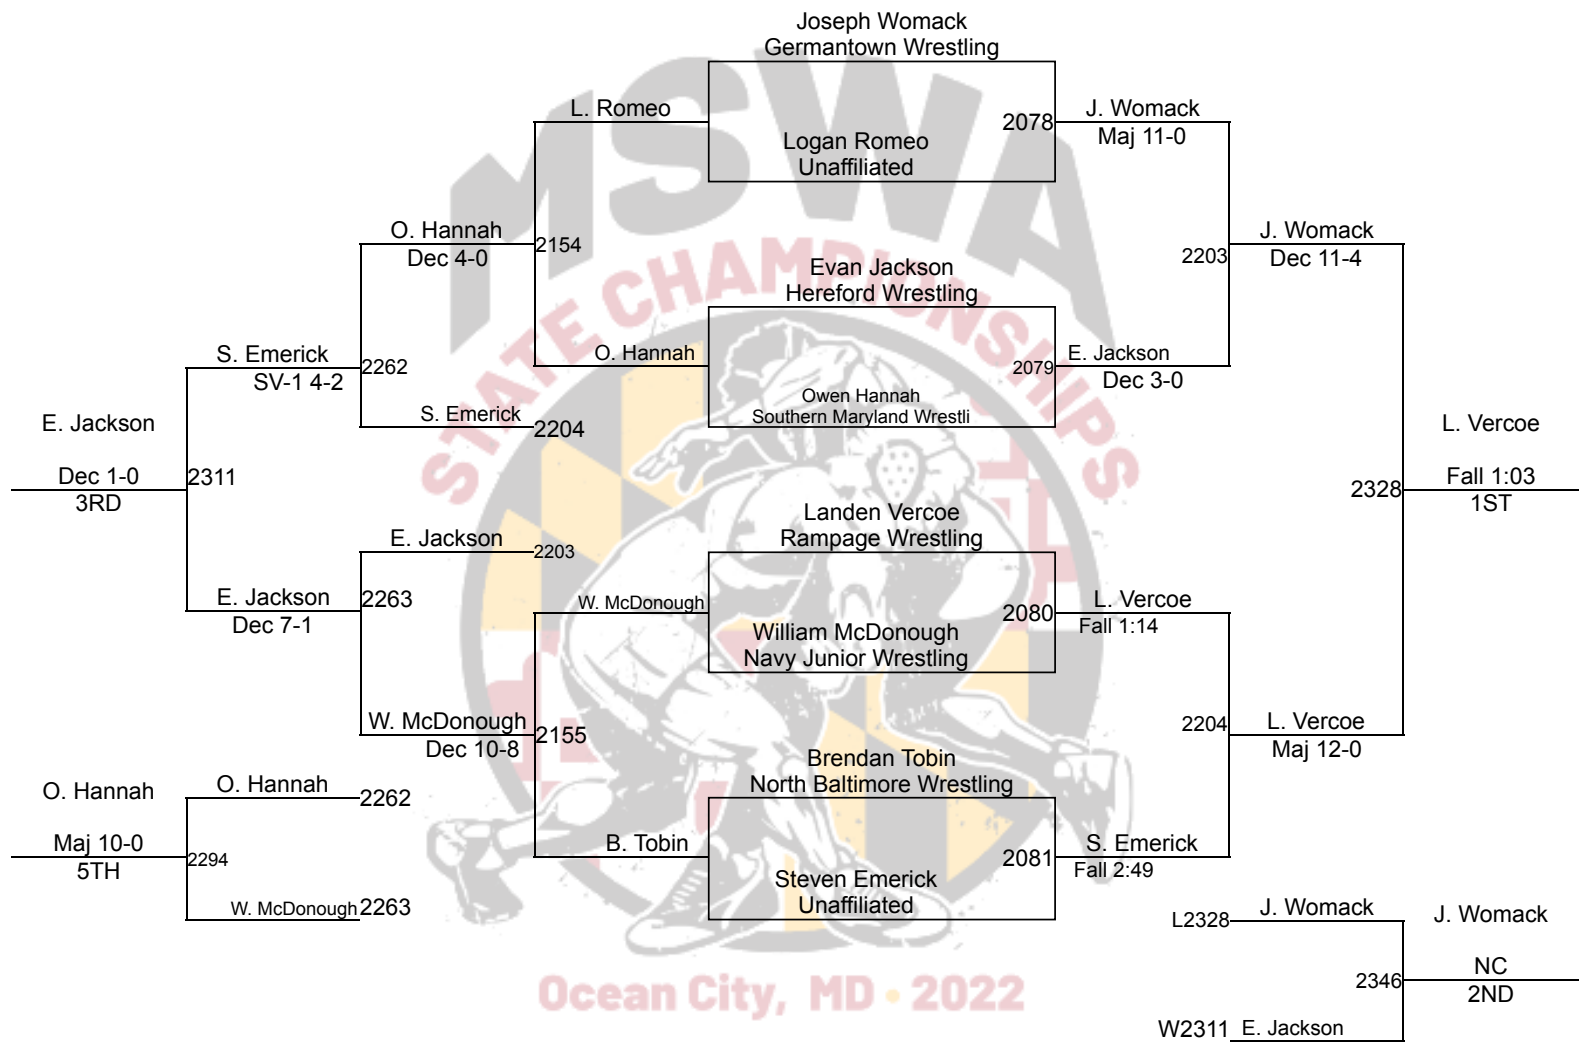 Joseph Womack
Germantown Wrestling
L. Romeo
2078
J. Womack
Maj 11-0
Logan Romeo
Unaffiliated
MSWA
STATE CHAMPIONSHIPS
O. Hannah
Dec 4-0
2154
Evan Jackson
Hereford Wrestling
2203
J. Womack
Dec 11-4
S. Emerick
SV-1 4-2
2262
O. Hannah
2079
E. Jackson
Dec 3-0
Owen Hannah
Southern Maryland Wrestli
S. Emerick
2204
E. Jackson
Dec 1-0
3RD
2311
L. Vercoe
Fall 1:03
1ST
2328
Landen Vercoe
Rampage Wrestling
E. Jackson
2203
E. Jackson
Dec 7-1
2263
W. McDonough
2080
L. Vercoe
Fall 1:14
William McDonough
Navy Junior Wrestling
W. McDonough
Dec 10-8
2155
2204
L. Vercoe
Maj 12-0
Brendan Tobin
North Baltimore Wrestling
O. Hannah
O. Hannah
2262
Maj 10-0
5TH
2294
B. Tobin
2081
S. Emerick
Fall 2:49
Steven Emerick
Unaffiliated
W. McDonough
2263
L2328
J. Womack
J. Womack
2346
NC
2ND
W2311
E. Jackson
Ocean City, MD • 2022